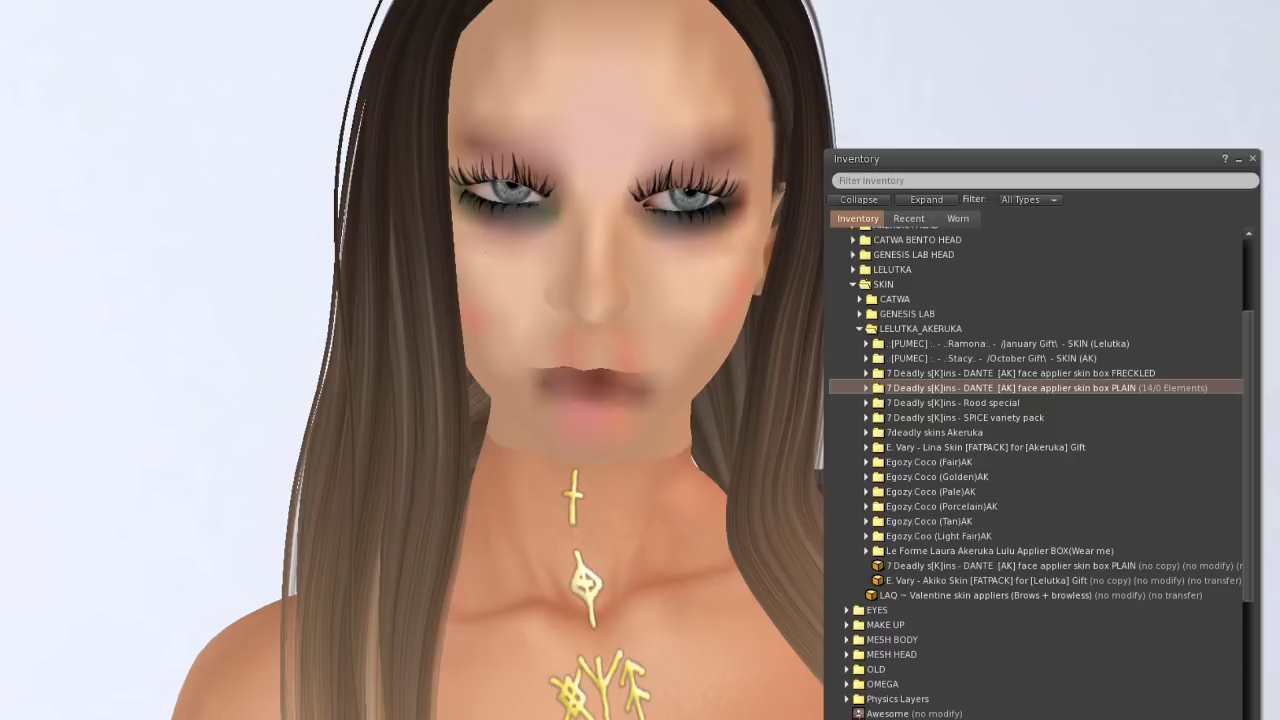 Inventory ? _ ×
Filter Inventory
Collapse Expand Filter: All Types
Inventory Recent Worn
CATWA BENTO HEAD
GENESIS LAB HEAD
LELUTKA
SKIN
CATWA
GENESIS LAB
LELUTKA_AKERUKA
.:[PUMEC] :. - .:Ramona:. - /January Gift\ - SKIN (Lelutka)
.:[PUMEC] :. - .:Stacy:. - /October Gift\ - SKIN (AK)
7 Deadly s[K]ins - DANTE [AK] face applier skin box FRECKLED
7 Deadly s[K]ins - DANTE [AK] face applier skin box PLAIN (14/0 Elements)
7 Deadly s[K]ins - Rood special
7 Deadly s[K]ins - SPICE variety pack
7deadly skins Akeruka
E. Vary - Lina Skin [FATPACK] for [Akeruka] Gift
Egozy.Coco (Fair)AK
Egozy.Coco (Golden)AK
Egozy.Coco (Pale)AK
Egozy.Coco (Porcelain)AK
Egozy.Coco (Tan)AK
Egozy.Coo (Light Fair)AK
Le Forme Laura Akeruka Lulu Applier BOX(Wear me)
7 Deadly s[K]ins - DANTE [AK] face applier skin box PLAIN (no copy) (no modify) (r
E. Vary - Akiko Skin [FATPACK] for [Lelutka] Gift (no copy) (no modify) (no transfer)
LAQ ~ Valentine skin appliers (Brows + browless) (no modify) (no transfer)
EYES
MAKE UP
MESH BODY
MESH HEAD
OLD
OMEGA
Physics Layers
Awesome (no modify)